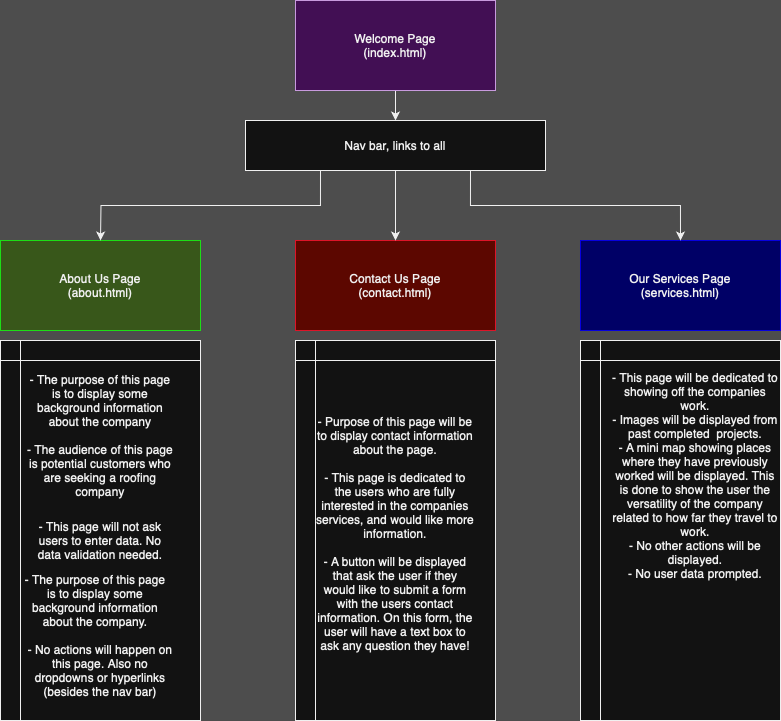 Welcome Page
(index.html)
Nav bar, links to all
About Us Page
(about.html)
Contact Us Page
(contact.html)
Our Services Page
(services.html)
- The purpose of this page
is to display some
background information
about the company
- The audience of this page
is potential customers who
are seeking a roofing
company
- This page will not ask
users to enter data. No
data validation needed.
- The purpose of this page
is to display some
background information
about the company.
- No actions will happen on
this page. Also no
dropdowns or hyperlinks
(besides the nav bar)
- Purpose of this page will be
to display contact information
about the page.
- This page is dedicated to
the users who are fully
interested in the companies
services, and would like more
information.
- A button will be displayed
that ask the user if they
would like to submit a form
with the users contact
information. On this form, the
user will have a text box to
ask any question they have!
- This page will be dedicated to
showing off the companies
work.
- Images will be displayed from
past completed  projects.
- A mini map showing places
where they have previously
worked will be displayed. This
is done to show the user the
versatility of the company
related to how far they travel to
work.
- No other actions will be
displayed.
- No user data prompted.